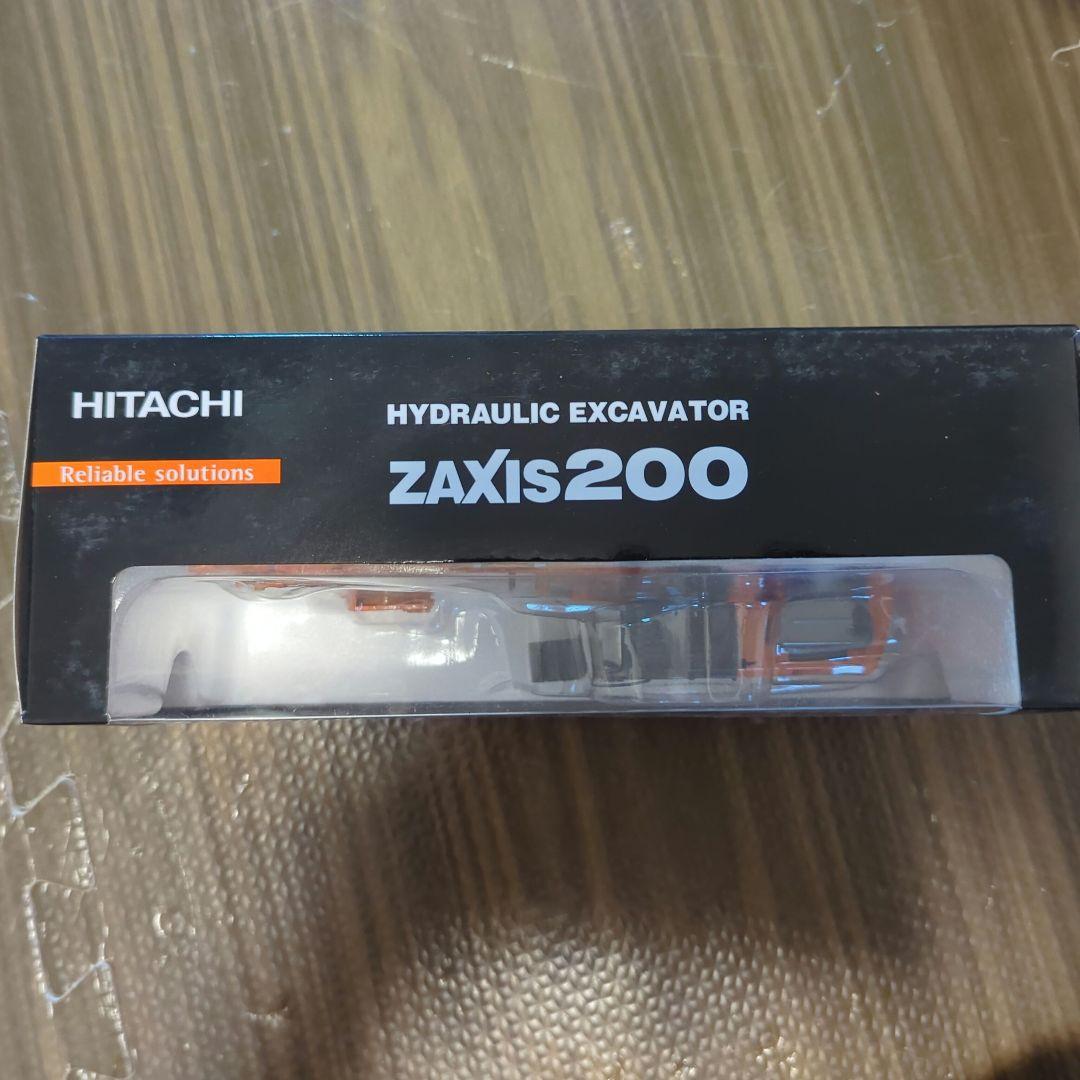 HITACHI
Reliable solutions
HYDRAULIC EXCAVATOR
ZAXIS200